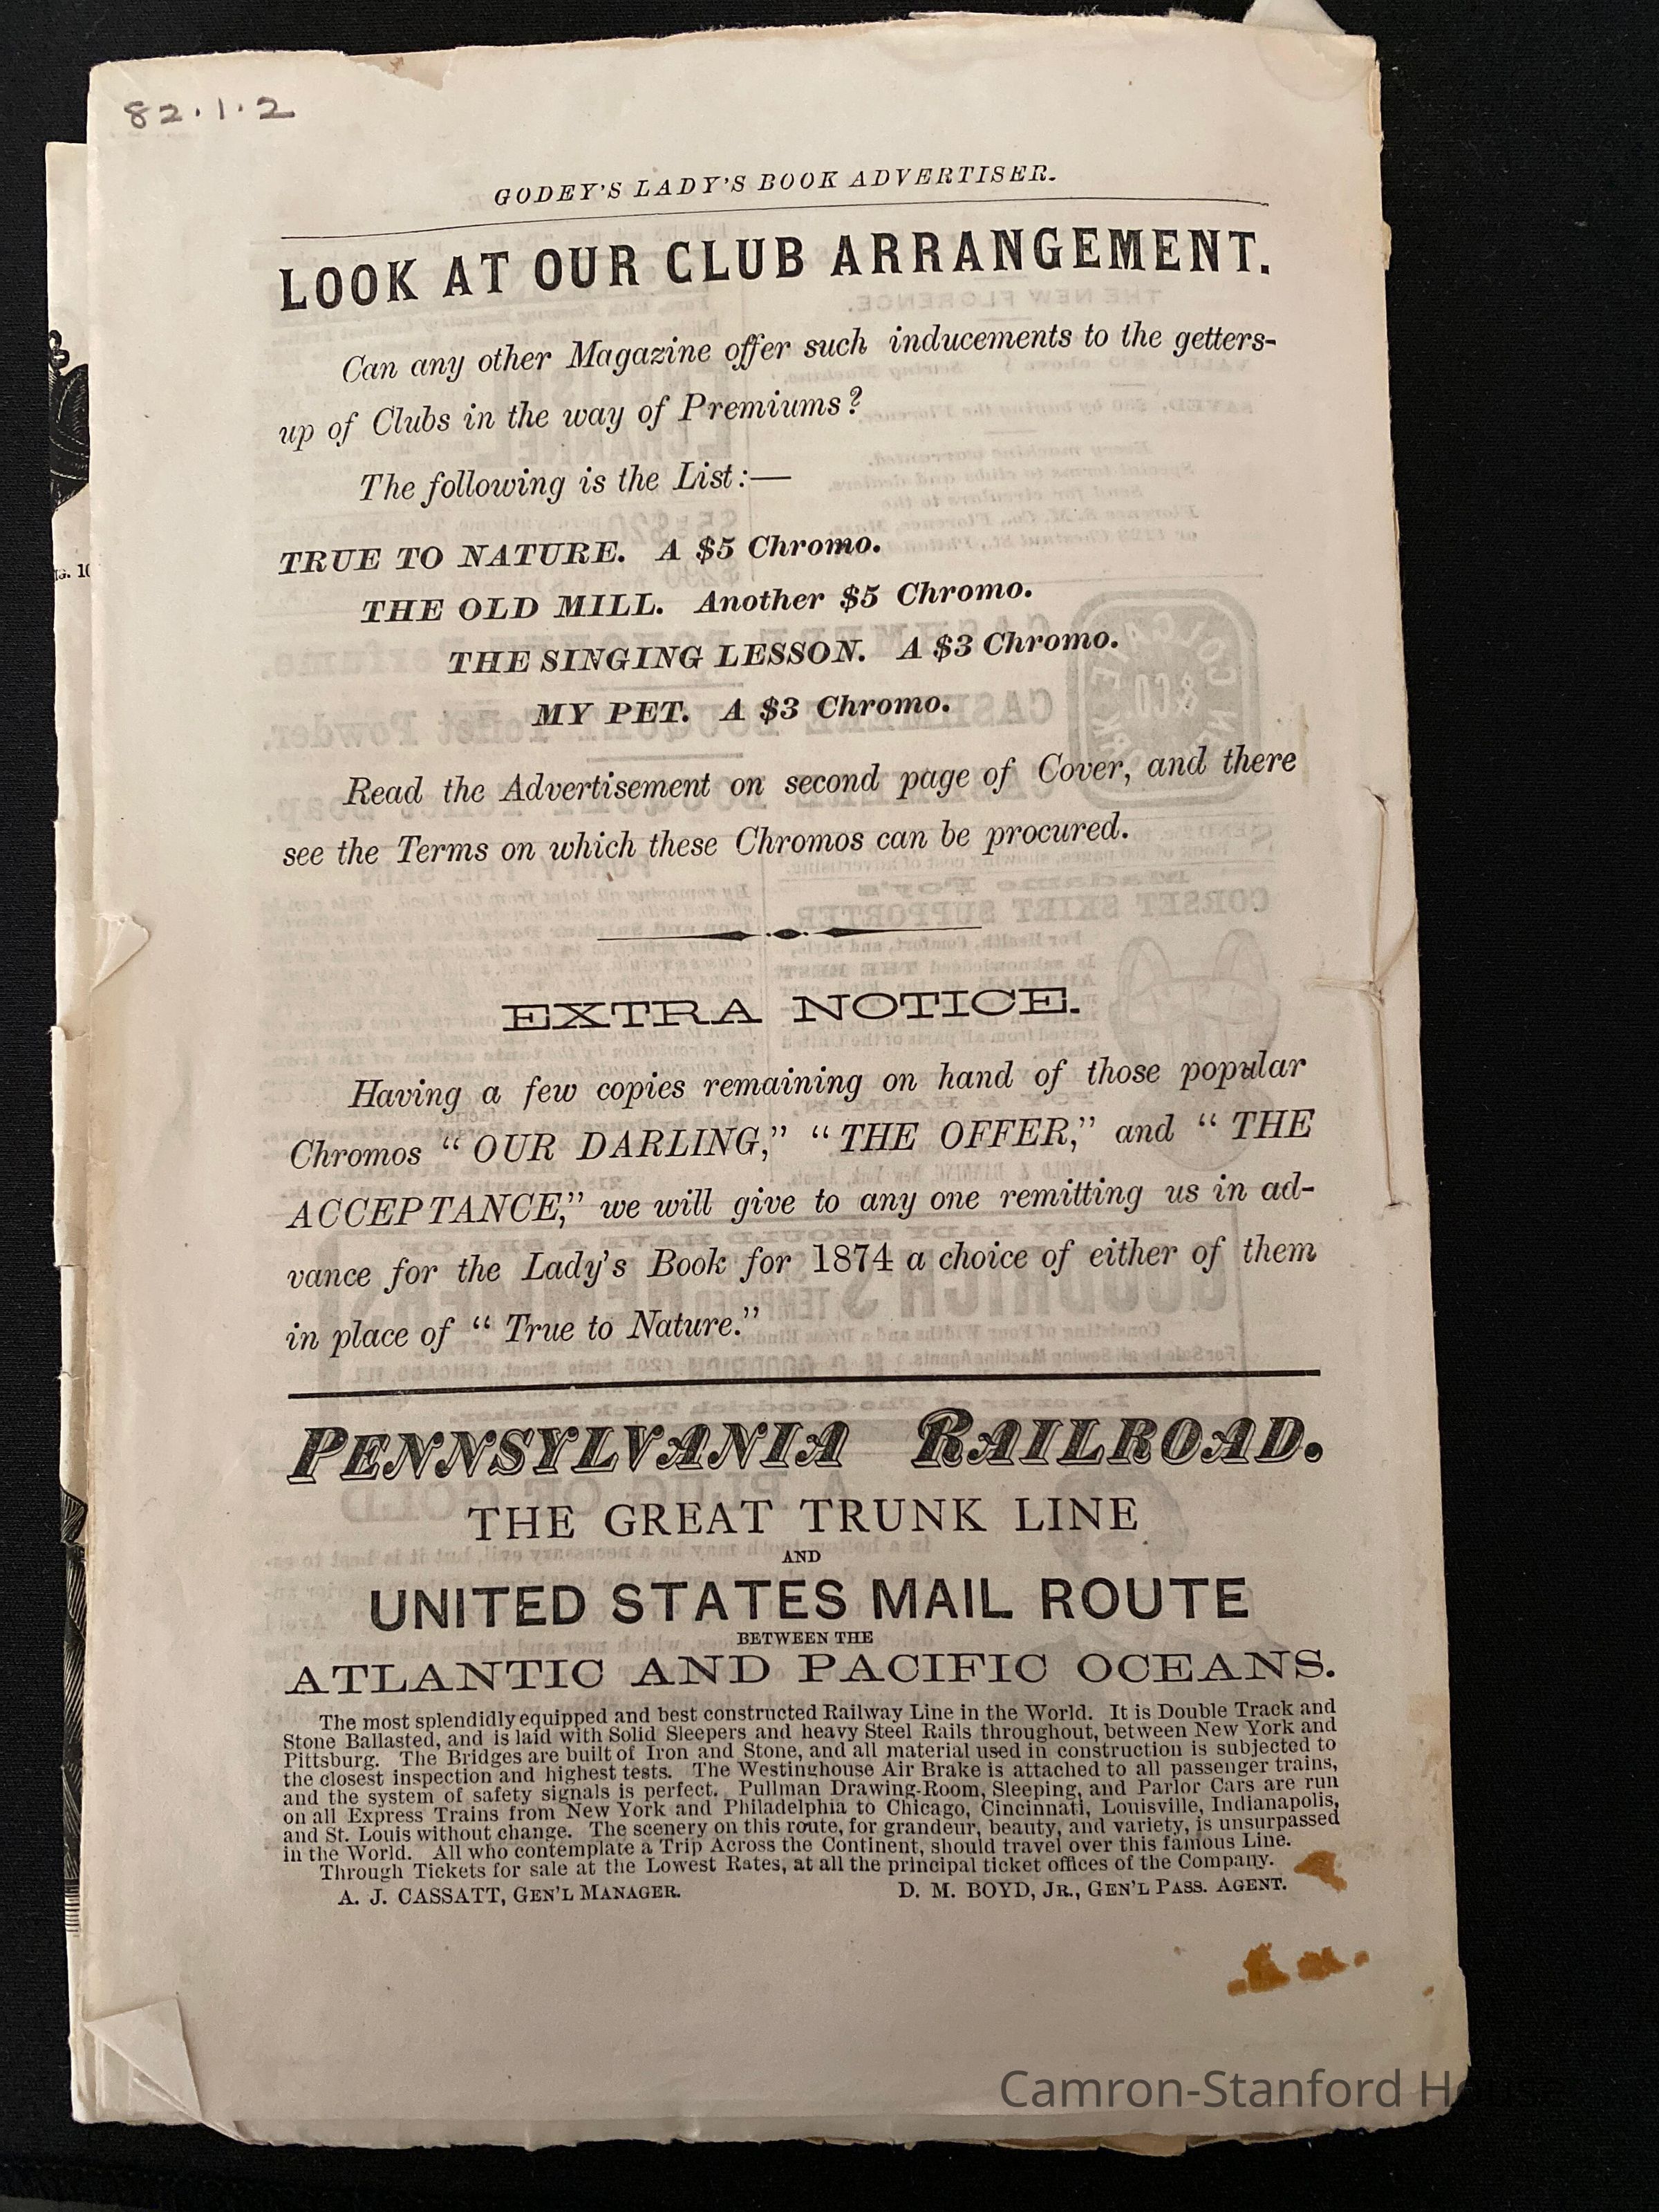 82.1.2
GODEY'S LADY'S BOOK ADVERTISER.
LOOK AT OUR CLUB ARRANGEMENT.
Can any other Magazine offer such inducements to the getters-
up of Clubs in the way of Premiums?
The following is the List:—
TRUE TO NATURE. A $5 Chromo.
THE OLD MILL. Another $5 Chromo.
THE SINGING LESSON. A $3 Chromo.
MY PET. A $3 Chromo.
Read the Advertisement on second page of Cover, and there
see the Terms on which these Chromos can be procured.
EXTRA NOTICE.
Having a few copies remaining on hand of those popular
Chromos "OUR DARLING," "THE OFFER," and "THE
ACCEPTANCE," we will give to any one remitting us in ad-
vance for the Lady's Book for 1874 a choice of either of them
in place of "True to Nature."
PENNSYLVANIA RAILROAD.
THE GREAT TRUNK LINE
AND
UNITED STATES MAIL ROUTE
BETWEEN THE
ATLANTIC AND PACIFIC OCEANS.
The most splendidly equipped and best constructed Railway Line in the World. It is Double Track and
Stone Ballasted, and is laid with Solid Sleepers and heavy Steel Rails throughout, between New York and
Pittsburg. The Bridges are built of Iron and Stone, and all material used in construction is subjected to
the closest inspection and highest tests. The Westinghouse Air Brake is attached to all passenger trains,
and the system of safety signals is perfect. Pullman Drawing-Room, Sleeping, and Parlor Cars are run
on all Express Trains from New York and Philadelphia to Chicago, Cincinnati, Louisville, Indianapolis,
and St. Louis without change. The scenery on this route, for grandeur, beauty, and variety, is unsurpassed
in the World. All who contemplate a Trip Across the Continent, should travel over this famous Line.
Through Tickets for sale at the Lowest Rates, at all the principal ticket offices of the Company.
A. J. CASSATT, GEN'L MANAGER. D. M. BOYD, JR., GEN'L PASS. AGENT.
Camron-Stanford House